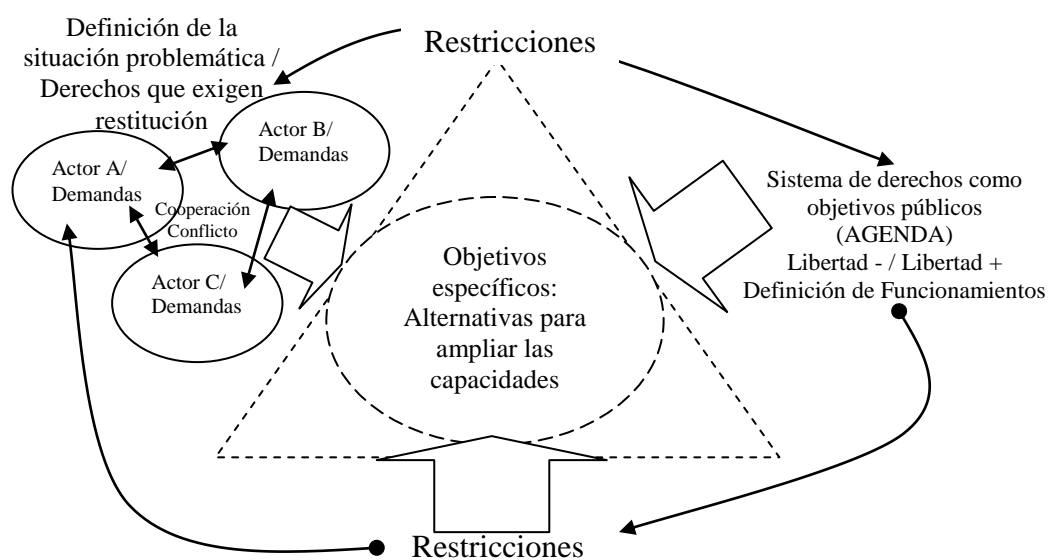 Definición de la
situación problemática /
Derechos que exigen
restitución
Restricciones
Actor B/
Demandas
Actor A/
Demandas
Cooperación
Conflicto
Actor C/
Demandas
Objetivos
específicos:
Alternativas para
ampliar las
capacidades
Sistema de derechos como
objetivos públicos
(AGENDA)
Libertad - / Libertad +
Definición de Funcionamientos
Restricciones